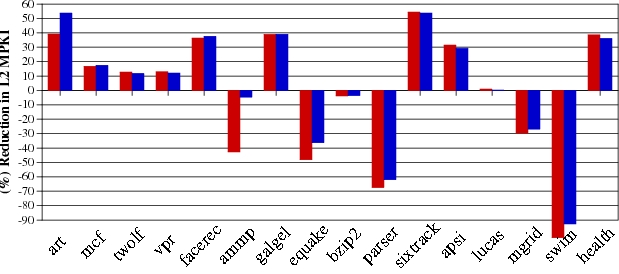 (%) Reduction in L2 MPKI
60
50
40
30
20
10
0
-10
-20
-30
-40
-50
-60
-70
-80
-90
art
mcf
twolf
vpr
facerec
ammp
galgel
equake
bzip2
parser
sixtrack
apsi
lucas
mgrid
swim
health